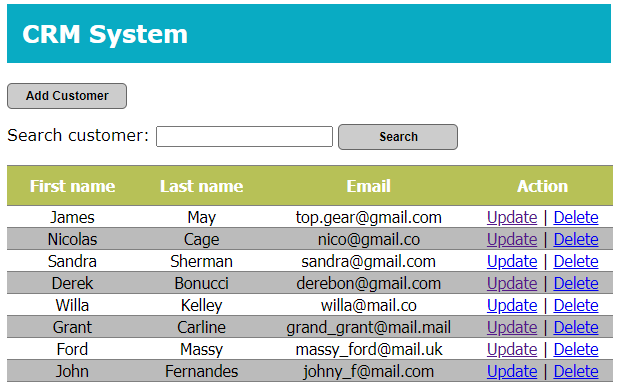 CRM System
Add Customer
Search customer: Search
First name Last name Email Action
James May top.gear@gmail.com Update | Delete
Nicolas Cage nico@gmail.co Update | Delete
Sandra Sherman sandra@gmail.com Update | Delete
Derek Bonucci derebon@gmail.com Update | Delete
Willa Kelley willa@mail.co Update | Delete
Grant Carline grand_grant@mail.mail Update | Delete
Ford Massy massy_ford@mail.uk Update | Delete
John Fernandes johny_f@mail.com Update | Delete